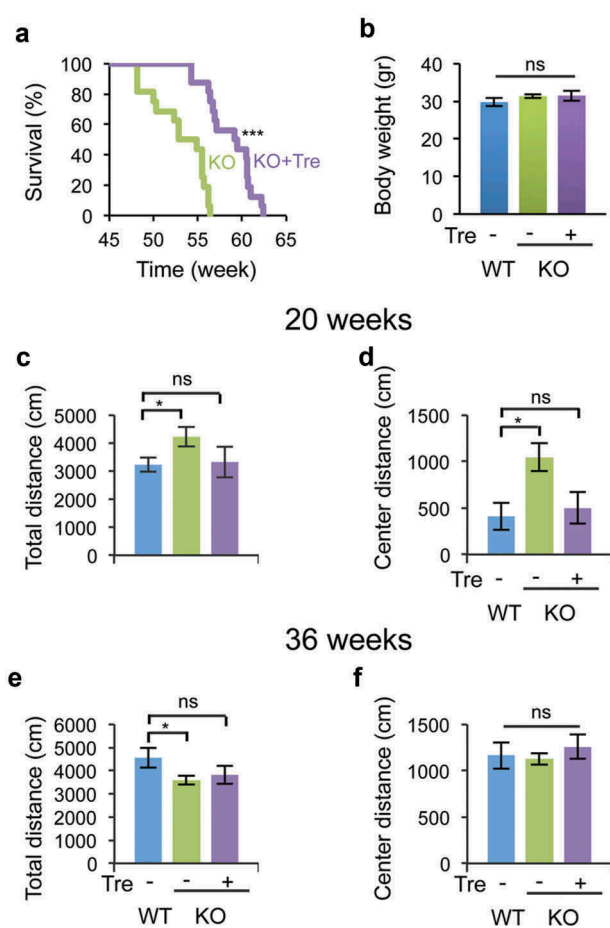 a
Survival (%)
100
80
60
40
20
0
***
KO
KO+Tre
45 50 55 60 65
Time (week)
b
Body weight (gr)
ns
40
30
20
10
0
Tre - - +
WT KO
20 weeks
c
Total distance (cm)
ns
*
5000
4000
3000
2000
1000
0
d
Center distance (cm)
ns
*
1500
1000
500
0
Tre - - +
WT KO
36 weeks
e
Total distance (cm)
ns
*
6000
5000
4000
3000
2000
1000
0
Tre - - +
WT KO
f
Center distance (cm)
ns
1500
1000
500
0
Tre - - +
WT KO